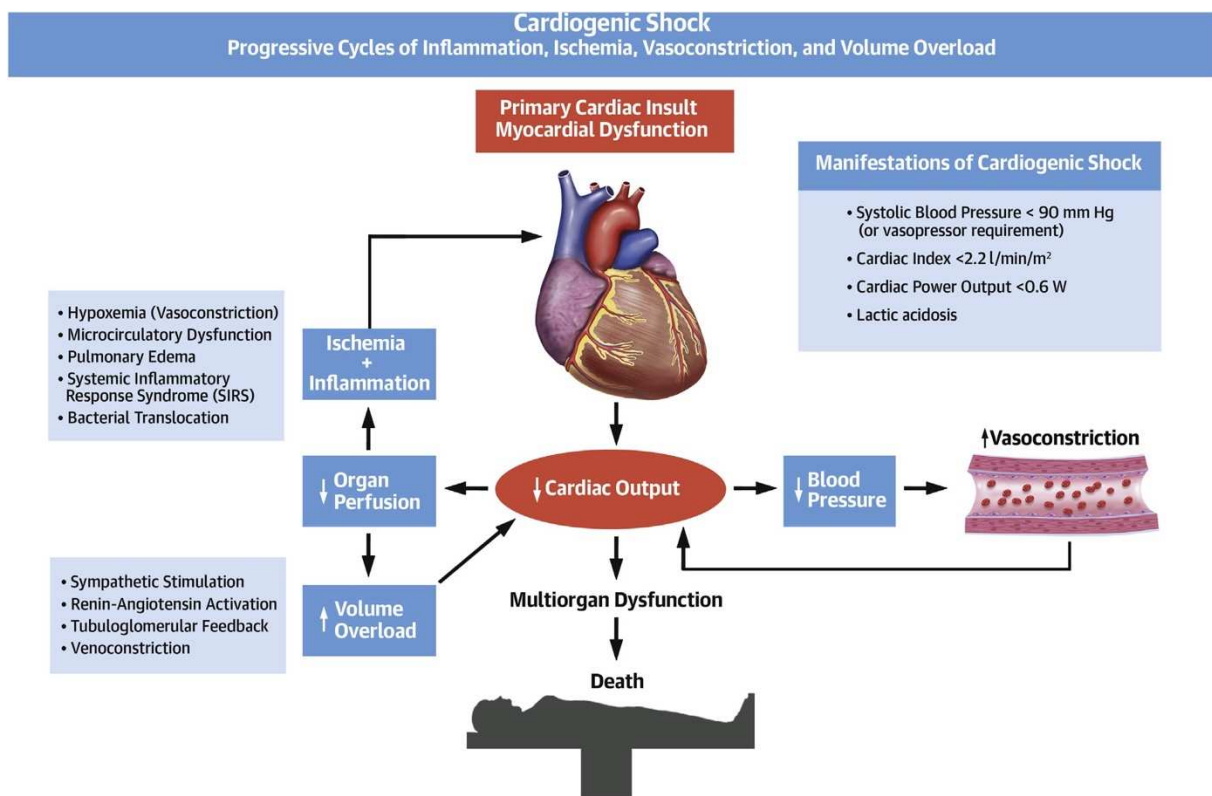 Cardiogenic Shock
Progressive Cycles of Inflammation, Ischemia, Vasoconstriction, and Volume Overload
Primary Cardiac Insult
Myocardial Dysfunction
Manifestations of Cardiogenic Shock
• Systolic Blood Pressure < 90 mm Hg
(or vasopressor requirement)
• Cardiac Index <2.2 l/min/m²
• Cardiac Power Output <0.6 W
• Lactic acidosis
• Hypoxemia (Vasoconstriction)
• Microcirculatory Dysfunction
• Pulmonary Edema
• Systemic Inflammatory
Response Syndrome (SIRS)
• Bacterial Translocation
Ischemia
+
Inflammation
↓ Organ
Perfusion
↓ Cardiac Output
↓ Blood
Pressure
↑Vasoconstriction
• Sympathetic Stimulation
• Renin-Angiotensin Activation
• Tubuloglomerular Feedback
• Venoconstriction
↑ Volume
Overload
Multiorgan Dysfunction
Death